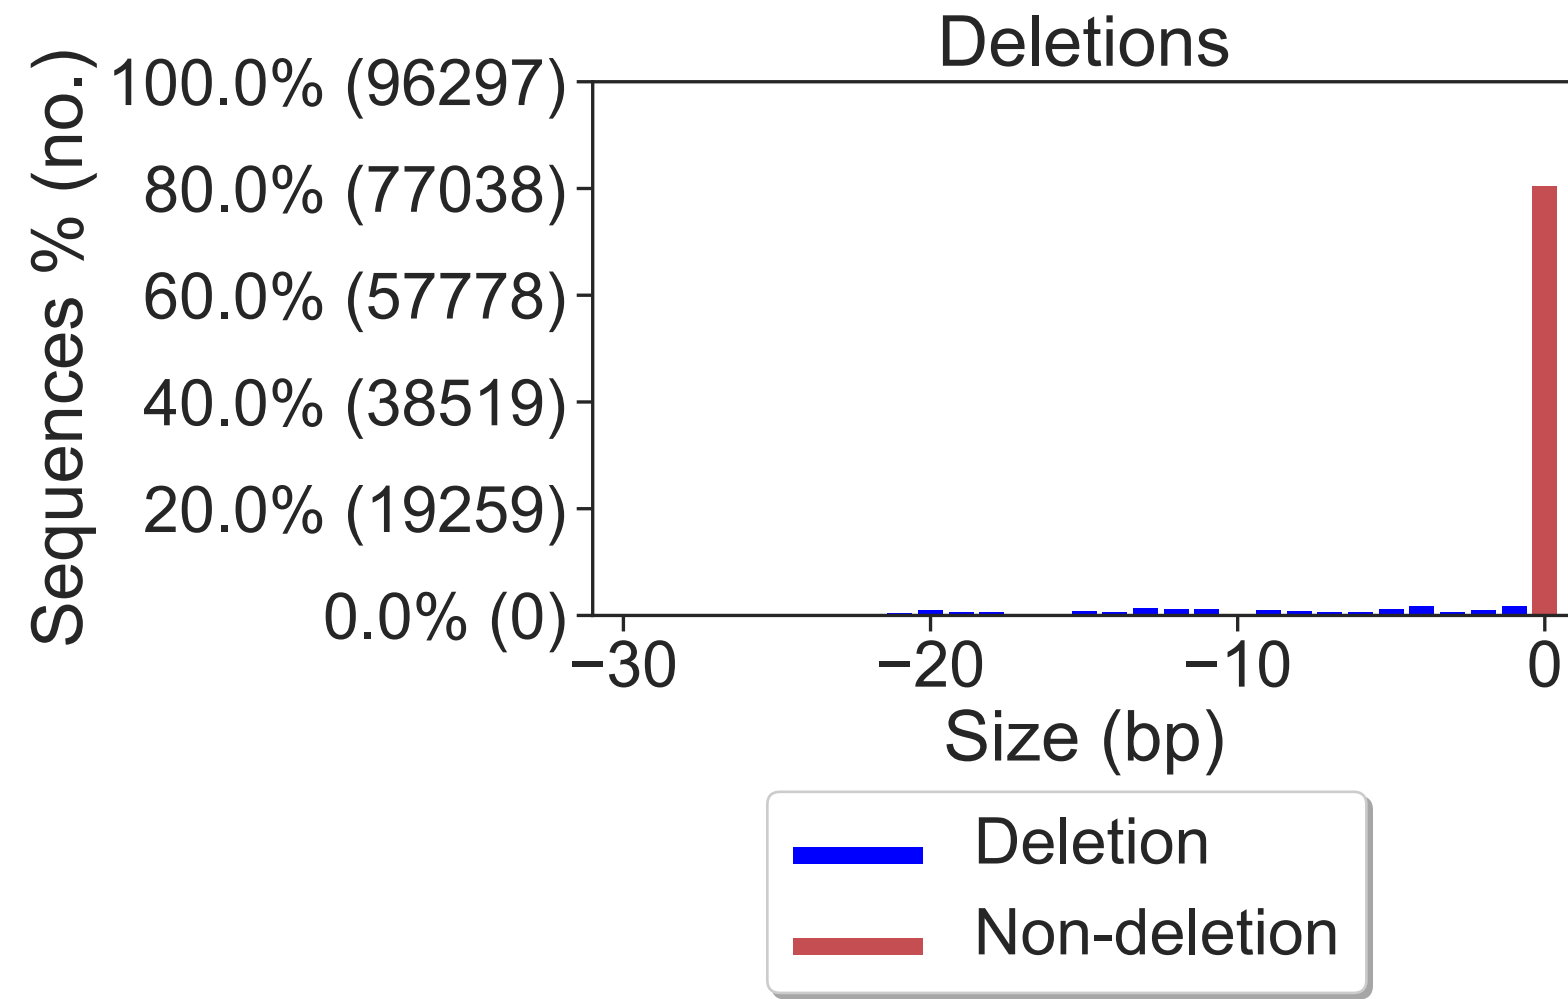 Deletions
Sequences % (no.)
100.0% (96297)
80.0% (77038)
60.0% (57778)
40.0% (38519)
20.0% (19259)
0.0% (0)
−30 −20 −10 0
Size (bp)
Deletion
Non-deletion